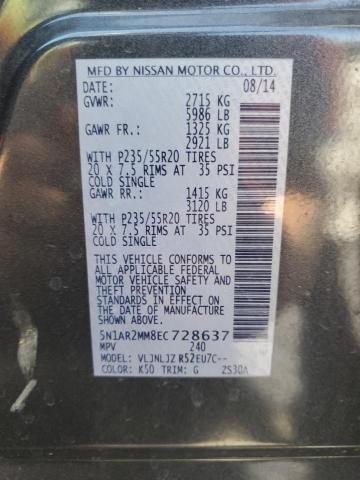 MFD BY NISSAN MOTOR CO., LTD.
DATE: 08/14
GVWR: 2715 KG
5986 LB
GAWR FR.: 1325 KG
2921 LB
WITH P235/55R20 TIRES
20 X 7.5 RIMS AT 35 PSI
COLD SINGLE
GAWR RR.: 1415 KG
3120 LB
WITH P235/55R20 TIRES
20 X 7.5 RIMS AT 35 PSI
COLD SINGLE
THIS VEHICLE CONFORMS TO ALL
APPLICABLE FEDERAL
MOTOR VEHICLE SAFETY
AND THEFT PREVENTION
STANDARDS IN EFFECT ON
THE DATE OF MANUFACTURE
SHOWN ABOVE.
5N1AR2MM8EC728637
MPV 240
MODEL: VLJNLJZ R52EU7C--
COLOR: K50 TRIM: G ZS30A